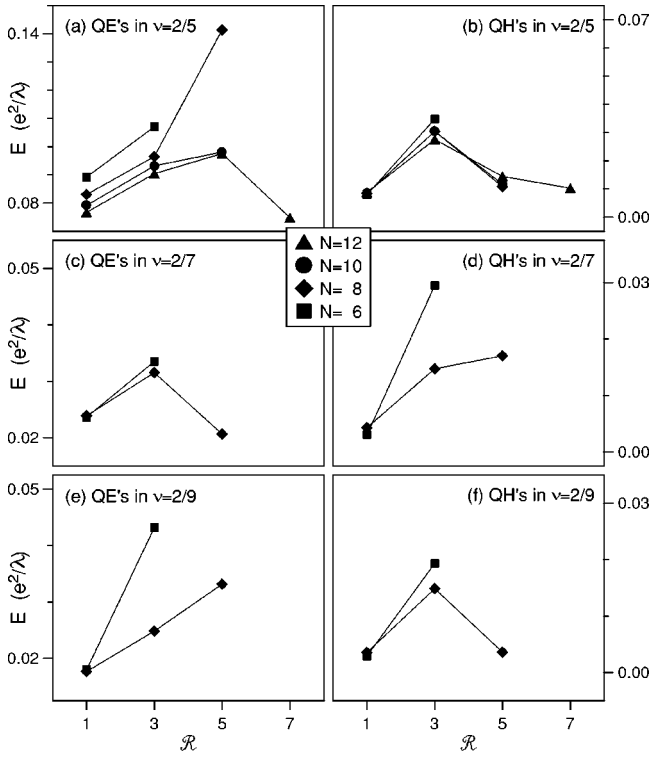 (a) QE's in ν=2/5
(b) QH's in ν=2/5
0.14
0.08
E (e²/λ)
0.07
0.00
N=12
N=10
N= 8
N= 6
(c) QE's in ν=2/7
(d) QH's in ν=2/7
0.05
0.02
E (e²/λ)
0.03
0.00
(e) QE's in ν=2/9
(f) QH's in ν=2/9
0.05
0.02
E (e²/λ)
0.03
0.00
1 3 5 7
1 3 5 7
ℛ
ℛ